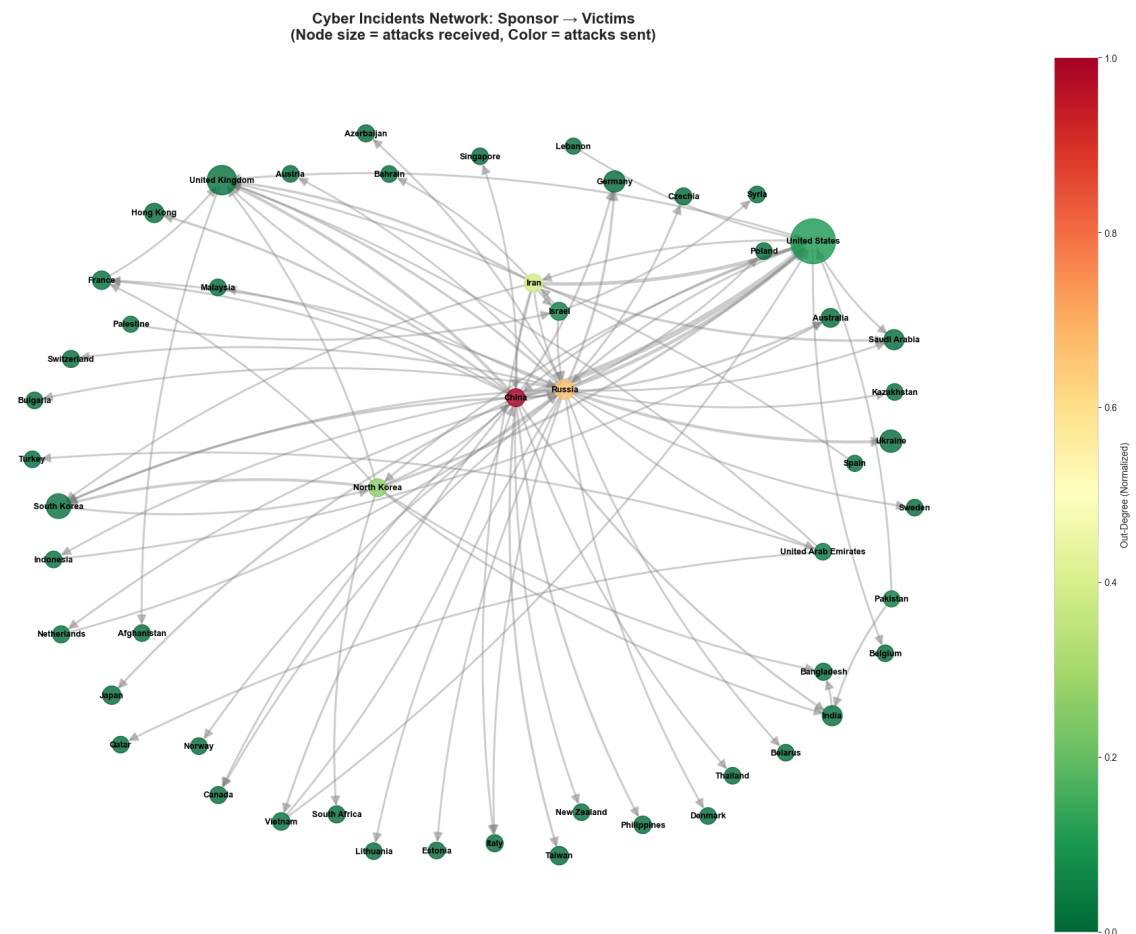 Cyber Incidents Network: Sponsor → Victims
(Node size = attacks received, Color = attacks sent)
1.0
Azerbaijan
Lebanon
Singapore
Austria
Bahrain
United Kingdom
Germany
Czechia
Syria
Hong Kong
0.8
United States
Poland
France
Iran
Malaysia
Israel
Australia
Palestine
Saudi Arabia
Switzerland
Russia
Kazakhstan
China
Bulgaria
0.6
Ukraine
Turkey
Spain
North Korea
South Korea
Sweden
Out-Degree (Normalized)
United Arab Emirates
Indonesia
0.4
Pakistan
Netherlands
Afghanistan
Belgium
Bangladesh
Japan
India
Qatar
Norway
Belarus
0.2
Thailand
Canada
New Zealand
South Africa
Denmark
Vietnam
Philippines
Italy
Estonia
Lithuania
Taiwan
0.0